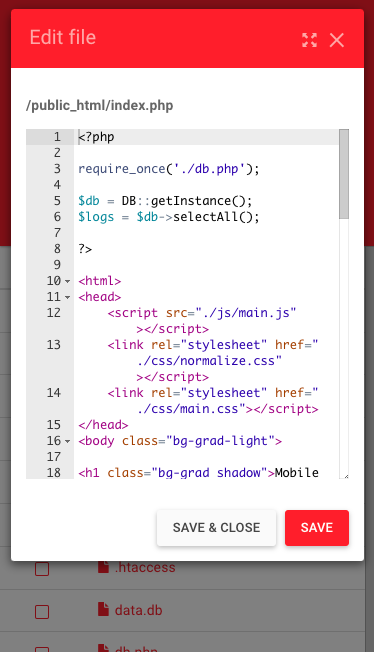 Edit file
/public_html/index.php
1 <?php
2
3 require_once('./db.php');
4
5 $db = DB::getInstance();
6 $logs = $db->selectAll();
7
8 ?>
9
10 <html>
11 <head>
12 <script src="./js/main.js"
></script>
13 <link rel="stylesheet" href="
./css/normalize.css"
></script>
14 <link rel="stylesheet" href="
./css/main.css"></script>
15 </head>
16 <body class="bg-grad-light">
17
18 <h1 class="bg-grad shadow">Mobile
SAVE & CLOSE
SAVE
.htaccess
data.db
db.php